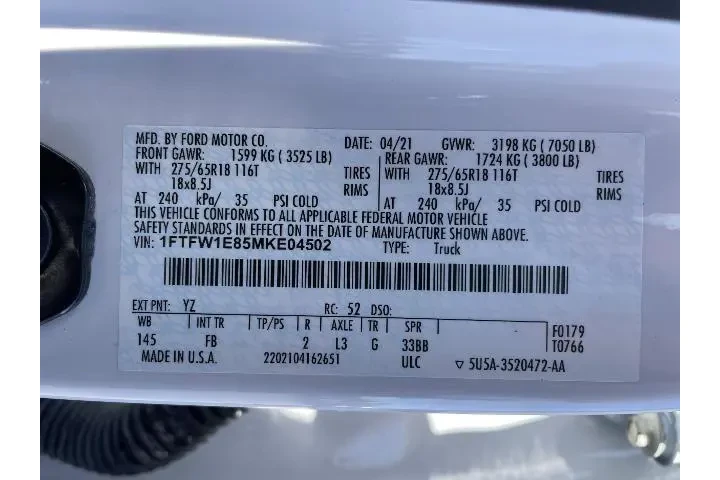 MFD. BY FORD MOTOR CO. DATE: 04/21 GVWR: 3198 KG ( 7050 LB)
FRONT GAWR: 1599 KG ( 3525 LB) REAR GAWR: 1724 KG ( 3800 LB)
WITH 275/65R18 116T TIRES WITH 275/65R18 116T TIRES
18x8.5J RIMS 18x8.5J RIMS
AT 240 kPa/ 35 PSI COLD AT 240 kPa/ 35 PSI COLD
THIS VEHICLE CONFORMS TO ALL APPLICABLE FEDERAL MOTOR VEHICLE
SAFETY STANDARDS IN EFFECT ON THE DATE OF MANUFACTURE SHOWN ABOVE.
VIN: 1FTFW1E85MKE04502 TYPE: Truck
EXT PNT: YZ RC: 52 DSO:
WB INT TR TP/PS R AXLE TR SPR F0179
145 FB 2 L3 G 33BB T0766
MADE IN U.S.A. 2202104162651 ULC ▽ 5U5A-3520472-AA